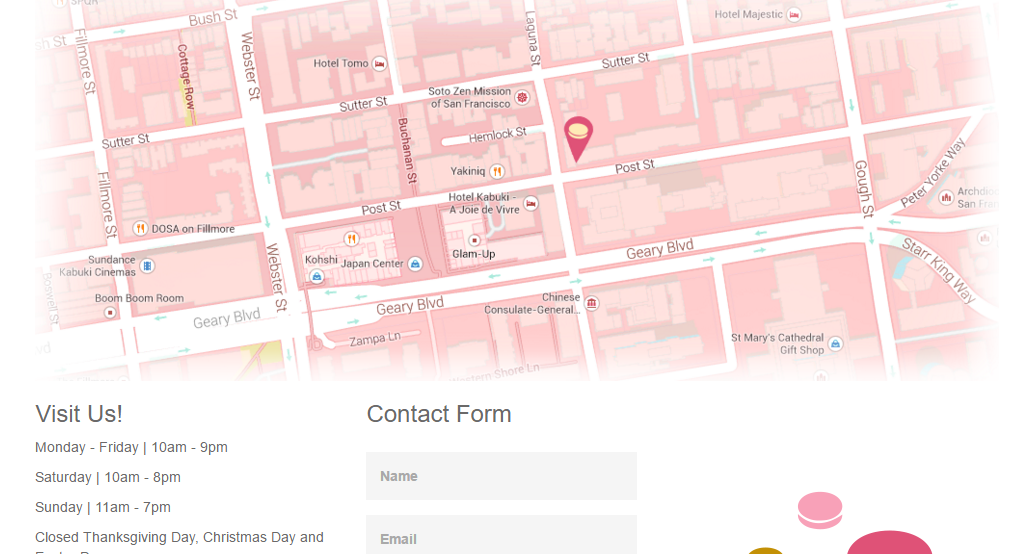 SPQR
Bush St
Hotel Majestic
Fillmore St
Bush St
Webster St
Laguna St
Cottage Row
Hotel Tomo
Sutter St
Soto Zen Mission
of San Francisco
Sutter St
Sutter St
Buchanan St
Hemlock St
Yakiniq
Post St
Gough St
Peter Yorke Way
Fillmore St
Hotel Kabuki -
A Joie de Vivre
Post St
DOSA on Fillmore
Kohshi
Japan Center
Glam-Up
Geary Blvd
Starr King Way
Sundance
Kabuki Cinemas
Webster St
Boom Boom Room
Geary Blvd
Geary Blvd
Chinese
Consulate-General...
Zampa Ln
St Mary's Cathedral
Gift Shop
Western Shore Ln
Visit Us!
Contact Form
Monday - Friday | 10am - 9pm
Name
Saturday | 10am - 8pm
Sunday | 11am - 7pm
Closed Thanksgiving Day, Christmas Day and
Email